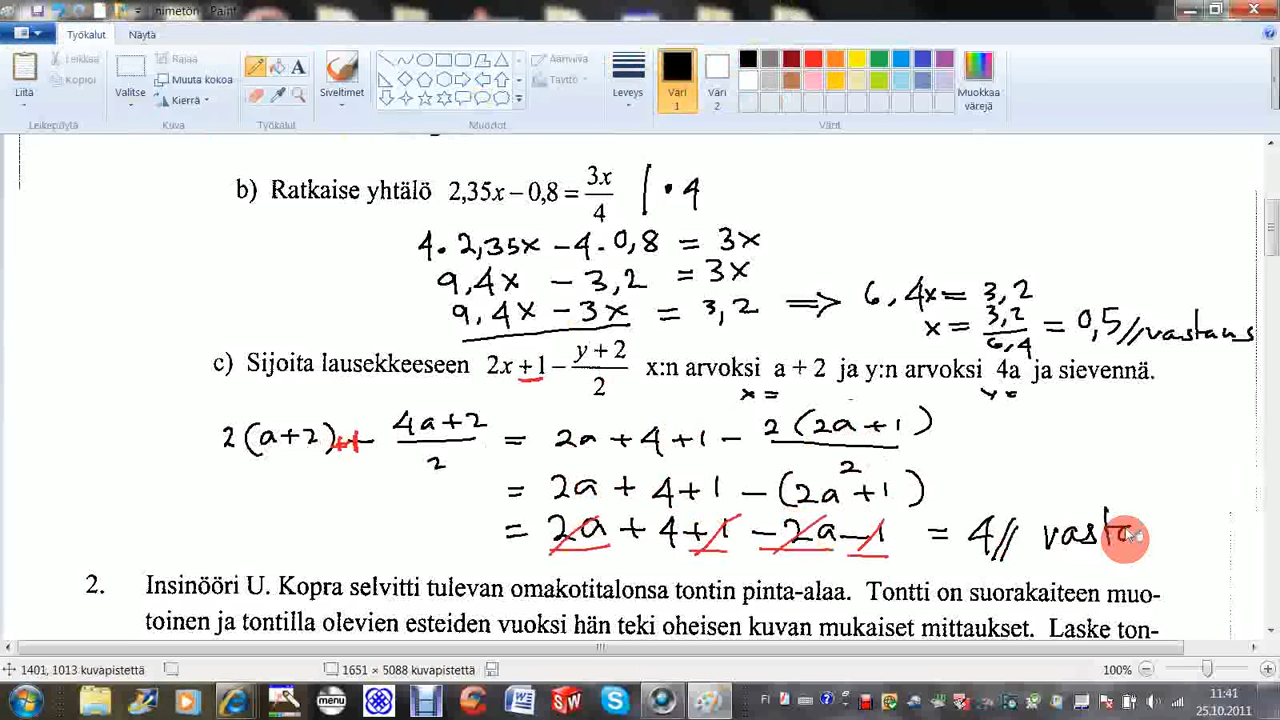 nimetön - Paint
Työkalut Näytä
Leikkaa Rajaa Ääriviiva
Kopioi Muuta kokoa Täyttö
Liitä Valitse Kierrä Siveltimet Leveys Väri 1 Väri 2 Muokkaa värejä
Leikepöytä Kuva Työkalut Muodot Värit
b) Ratkaise yhtälö 2,35x − 0,8 = 3x/4 | · 4
4 · 2,35x − 4 · 0,8 = 3x
9,4x − 3,2 = 3x
9,4x − 3x = 3,2 ⟹ 6,4x = 3,2
x = 3,2/6,4 = 0,5 // vastaus
c) Sijoita lausekkeeseen 2x + 1 − (y + 2)/2 x:n arvoksi a + 2 ja y:n arvoksi 4a ja sievennä.
x = y =
2(a+2)+1 − (4a+2)/2 = 2a + 4 + 1 − 2(2a+1)/2
= 2a + 4 + 1 − (2a + 1)
= 2a + 4 + 1 − 2a − 1 = 4 // vasta
2. Insinööri U. Kopra selvitti tulevan omakotitalonsa tontin pinta-alaa. Tontti on suorakaiteen muo-
toinen ja tontilla olevien esteiden vuoksi hän teki oheisen kuvan mukaiset mittaukset. Laske ton-
1401, 1013 kuvapistettä 1651 × 5088 kuvapistettä 100%
menu FI 11:41
25.10.2011